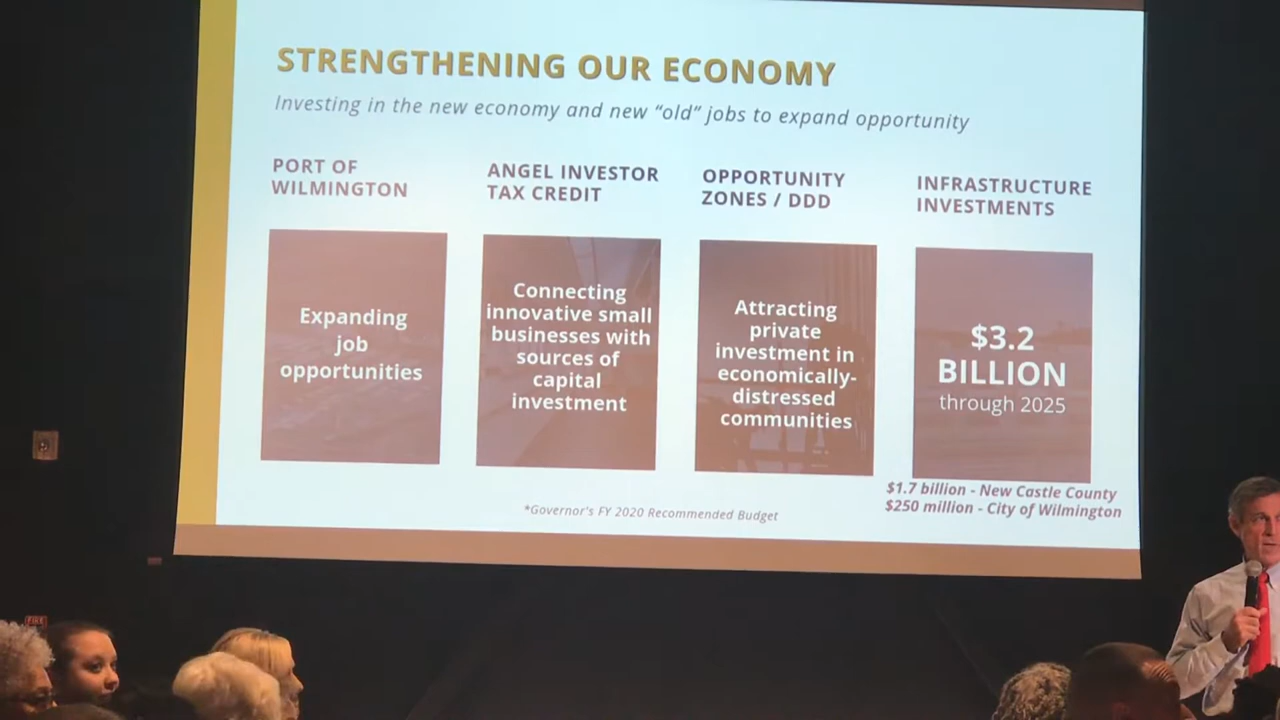 STRENGTHENING OUR ECONOMY
Investing in the new economy and new “old” jobs to expand opportunity
PORT OF
WILMINGTON
Expanding
job
opportunities
ANGEL INVESTOR
TAX CREDIT
Connecting
innovative small
businesses with
sources of
capital
investment
OPPORTUNITY
ZONES / DDD
Attracting
private
investment in
economically-
distressed
communities
INFRASTRUCTURE
INVESTMENTS
$3.2
BILLION
through 2025
$1.7 billion - New Castle County
$250 million - City of Wilmington
*Governor's FY 2020 Recommended Budget
FIRE